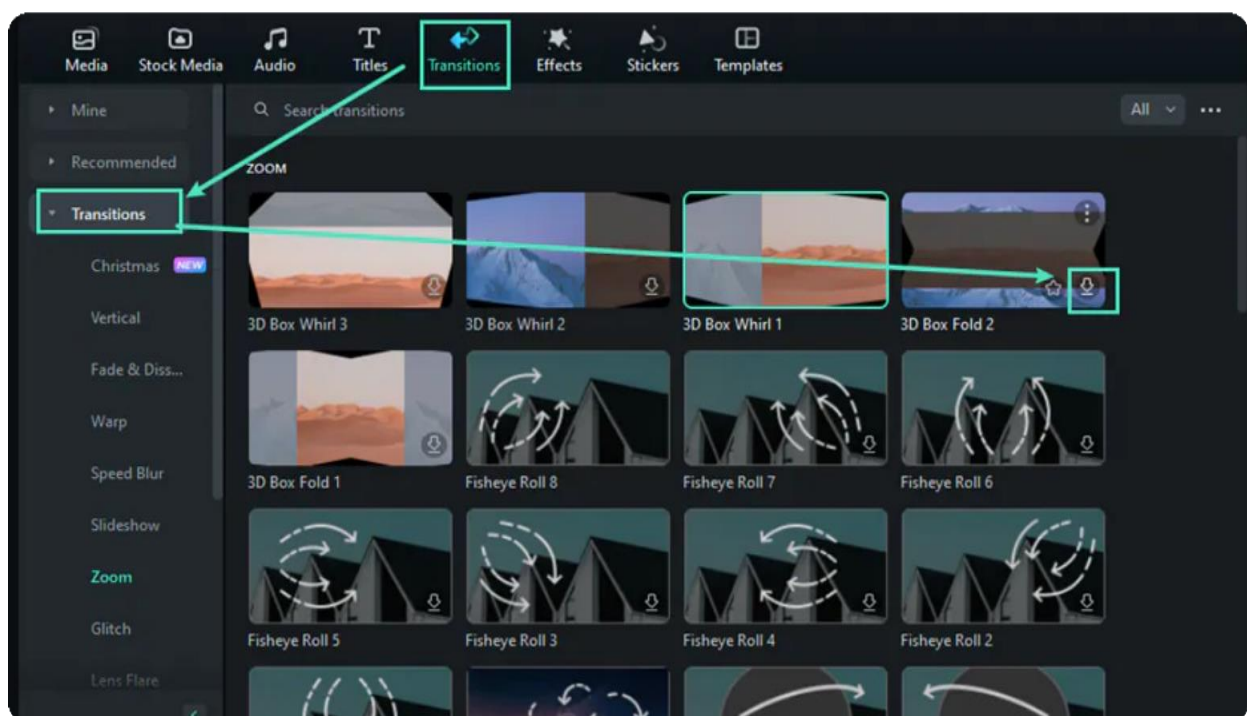 Media Stock Media Audio Titles Transitions Effects Stickers Templates
Mine
Search transitions
All
Recommended
ZOOM
Transitions
Christmas NEW
Vertical
Fade & Diss...
Warp
Speed Blur
Slideshow
Zoom
Glitch
Lens Flare
3D Box Whirl 3
3D Box Whirl 2
3D Box Whirl 1
3D Box Fold 2
3D Box Fold 1
Fisheye Roll 8
Fisheye Roll 7
Fisheye Roll 6
Fisheye Roll 5
Fisheye Roll 3
Fisheye Roll 4
Fisheye Roll 2